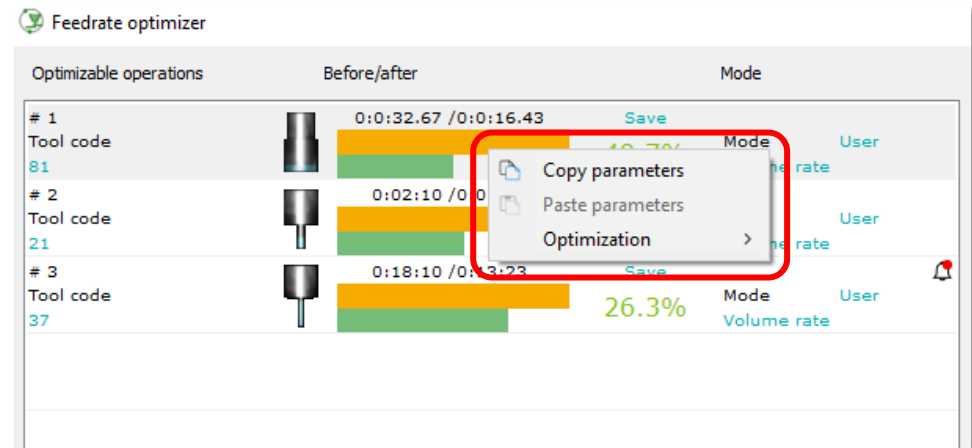 Feedrate optimizer
Optimizable operations Before/after Mode
# 1 0:0:32.67 /0:0:16.43 Save
Tool code Mode User
81 rate
Copy parameters
Paste parameters
Optimization
# 2 0:02:10
Tool code User
21 rate
# 3 0:18:10 /0:13:23 Save
Tool code 26.3% Mode User
37 Volume rate